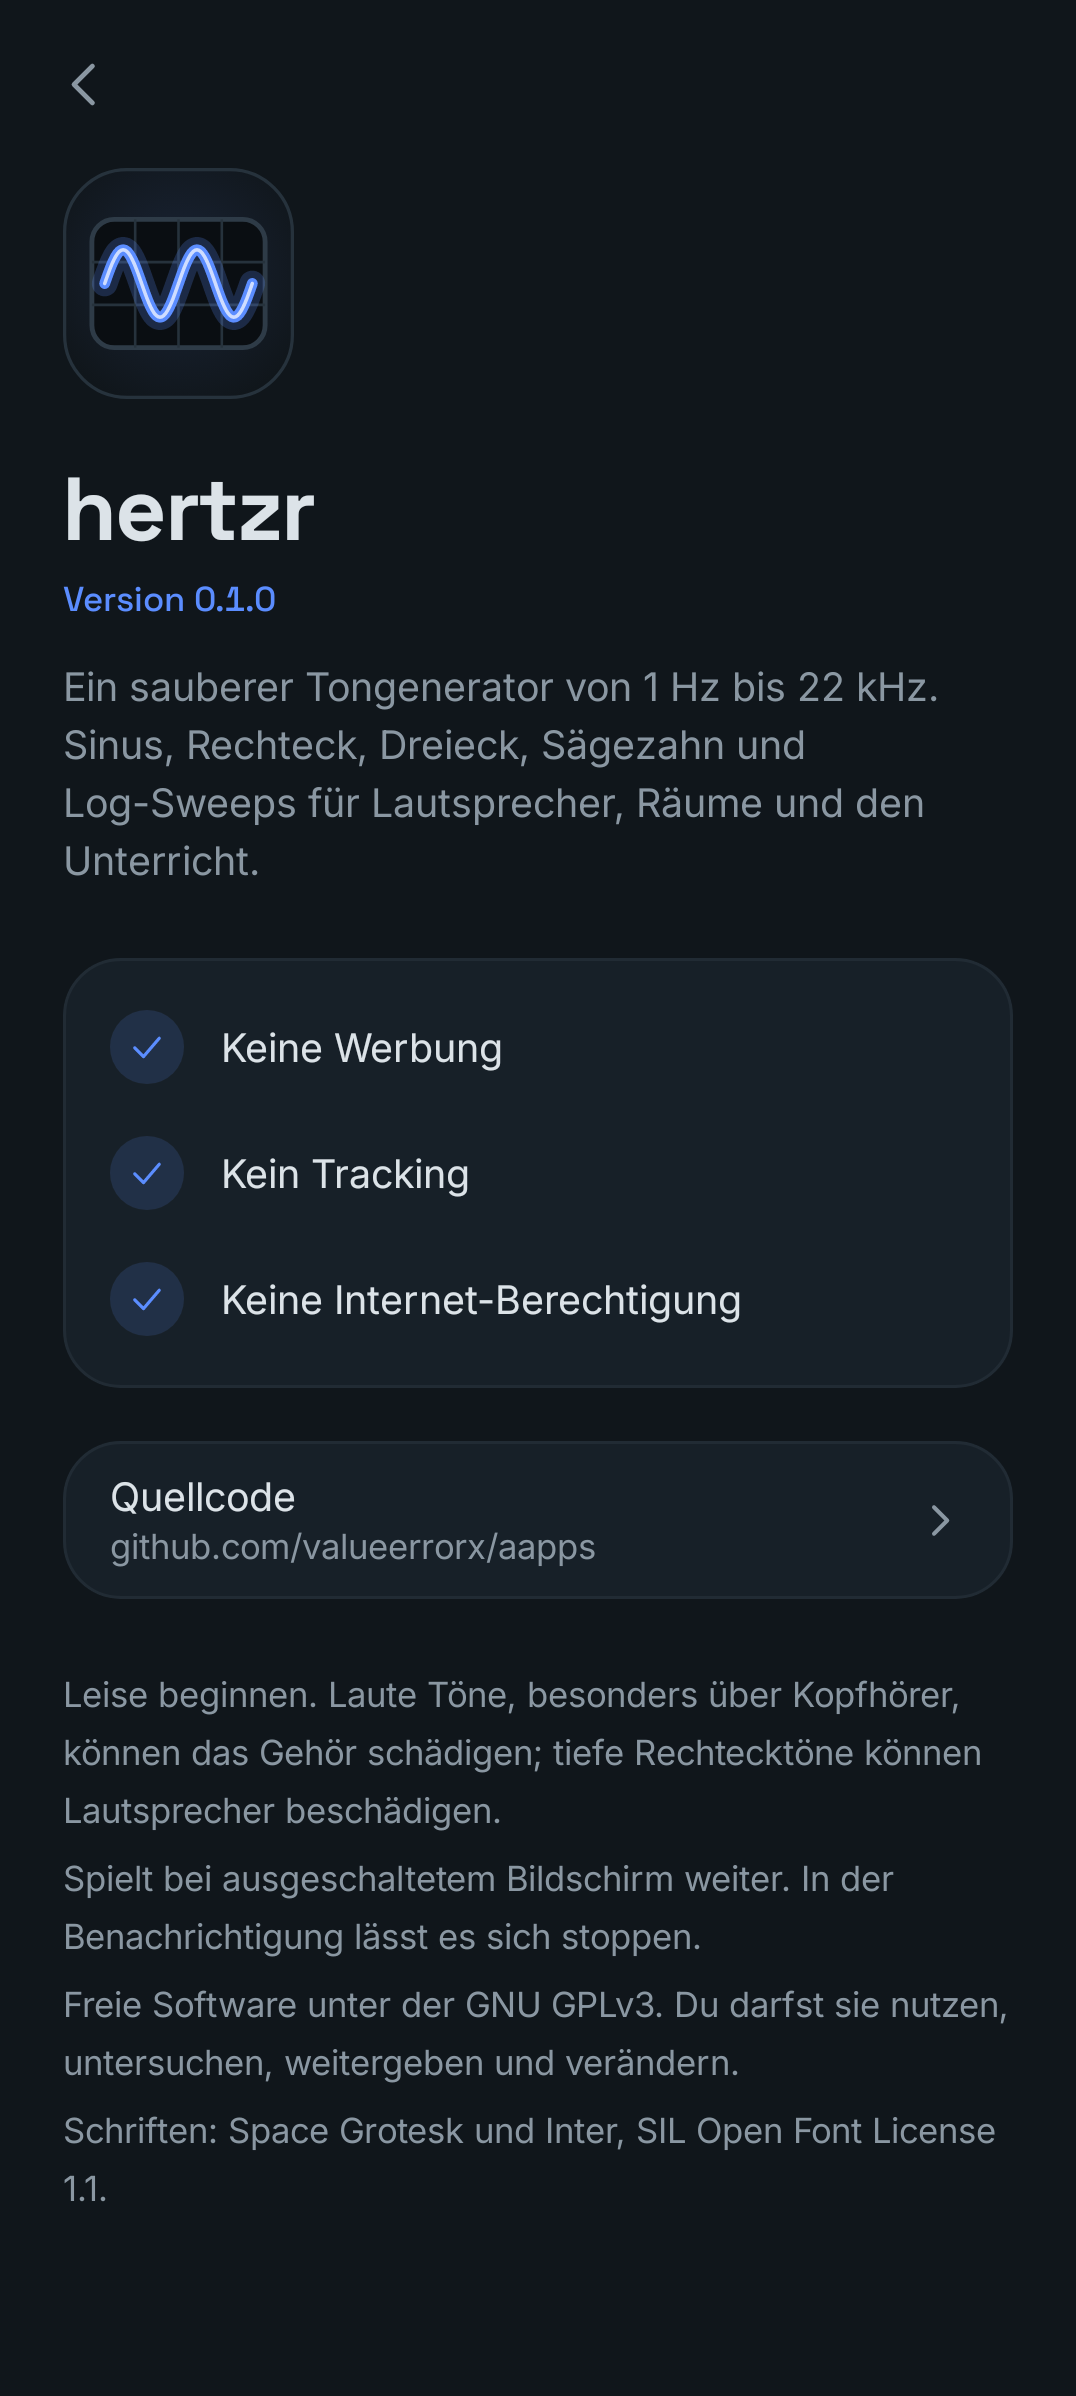 hertzr
Version 0.1.0
Ein sauberer Tongenerator von 1 Hz bis 22 kHz.
Sinus, Rechteck, Dreieck, Sägezahn und
Log-Sweeps für Lautsprecher, Räume und den
Unterricht.
Keine Werbung
Kein Tracking
Keine Internet-Berechtigung
Quellcode
github.com/valueerrorx/aapps
Leise beginnen. Laute Töne, besonders über Kopfhörer,
können das Gehör schädigen; tiefe Rechtecktöne können
Lautsprecher beschädigen.
Spielt bei ausgeschaltetem Bildschirm weiter. In der
Benachrichtigung lässt es sich stoppen.
Freie Software unter der GNU GPLv3. Du darfst sie nutzen,
untersuchen, weitergeben und verändern.
Schriften: Space Grotesk und Inter, SIL Open Font License
1.1.